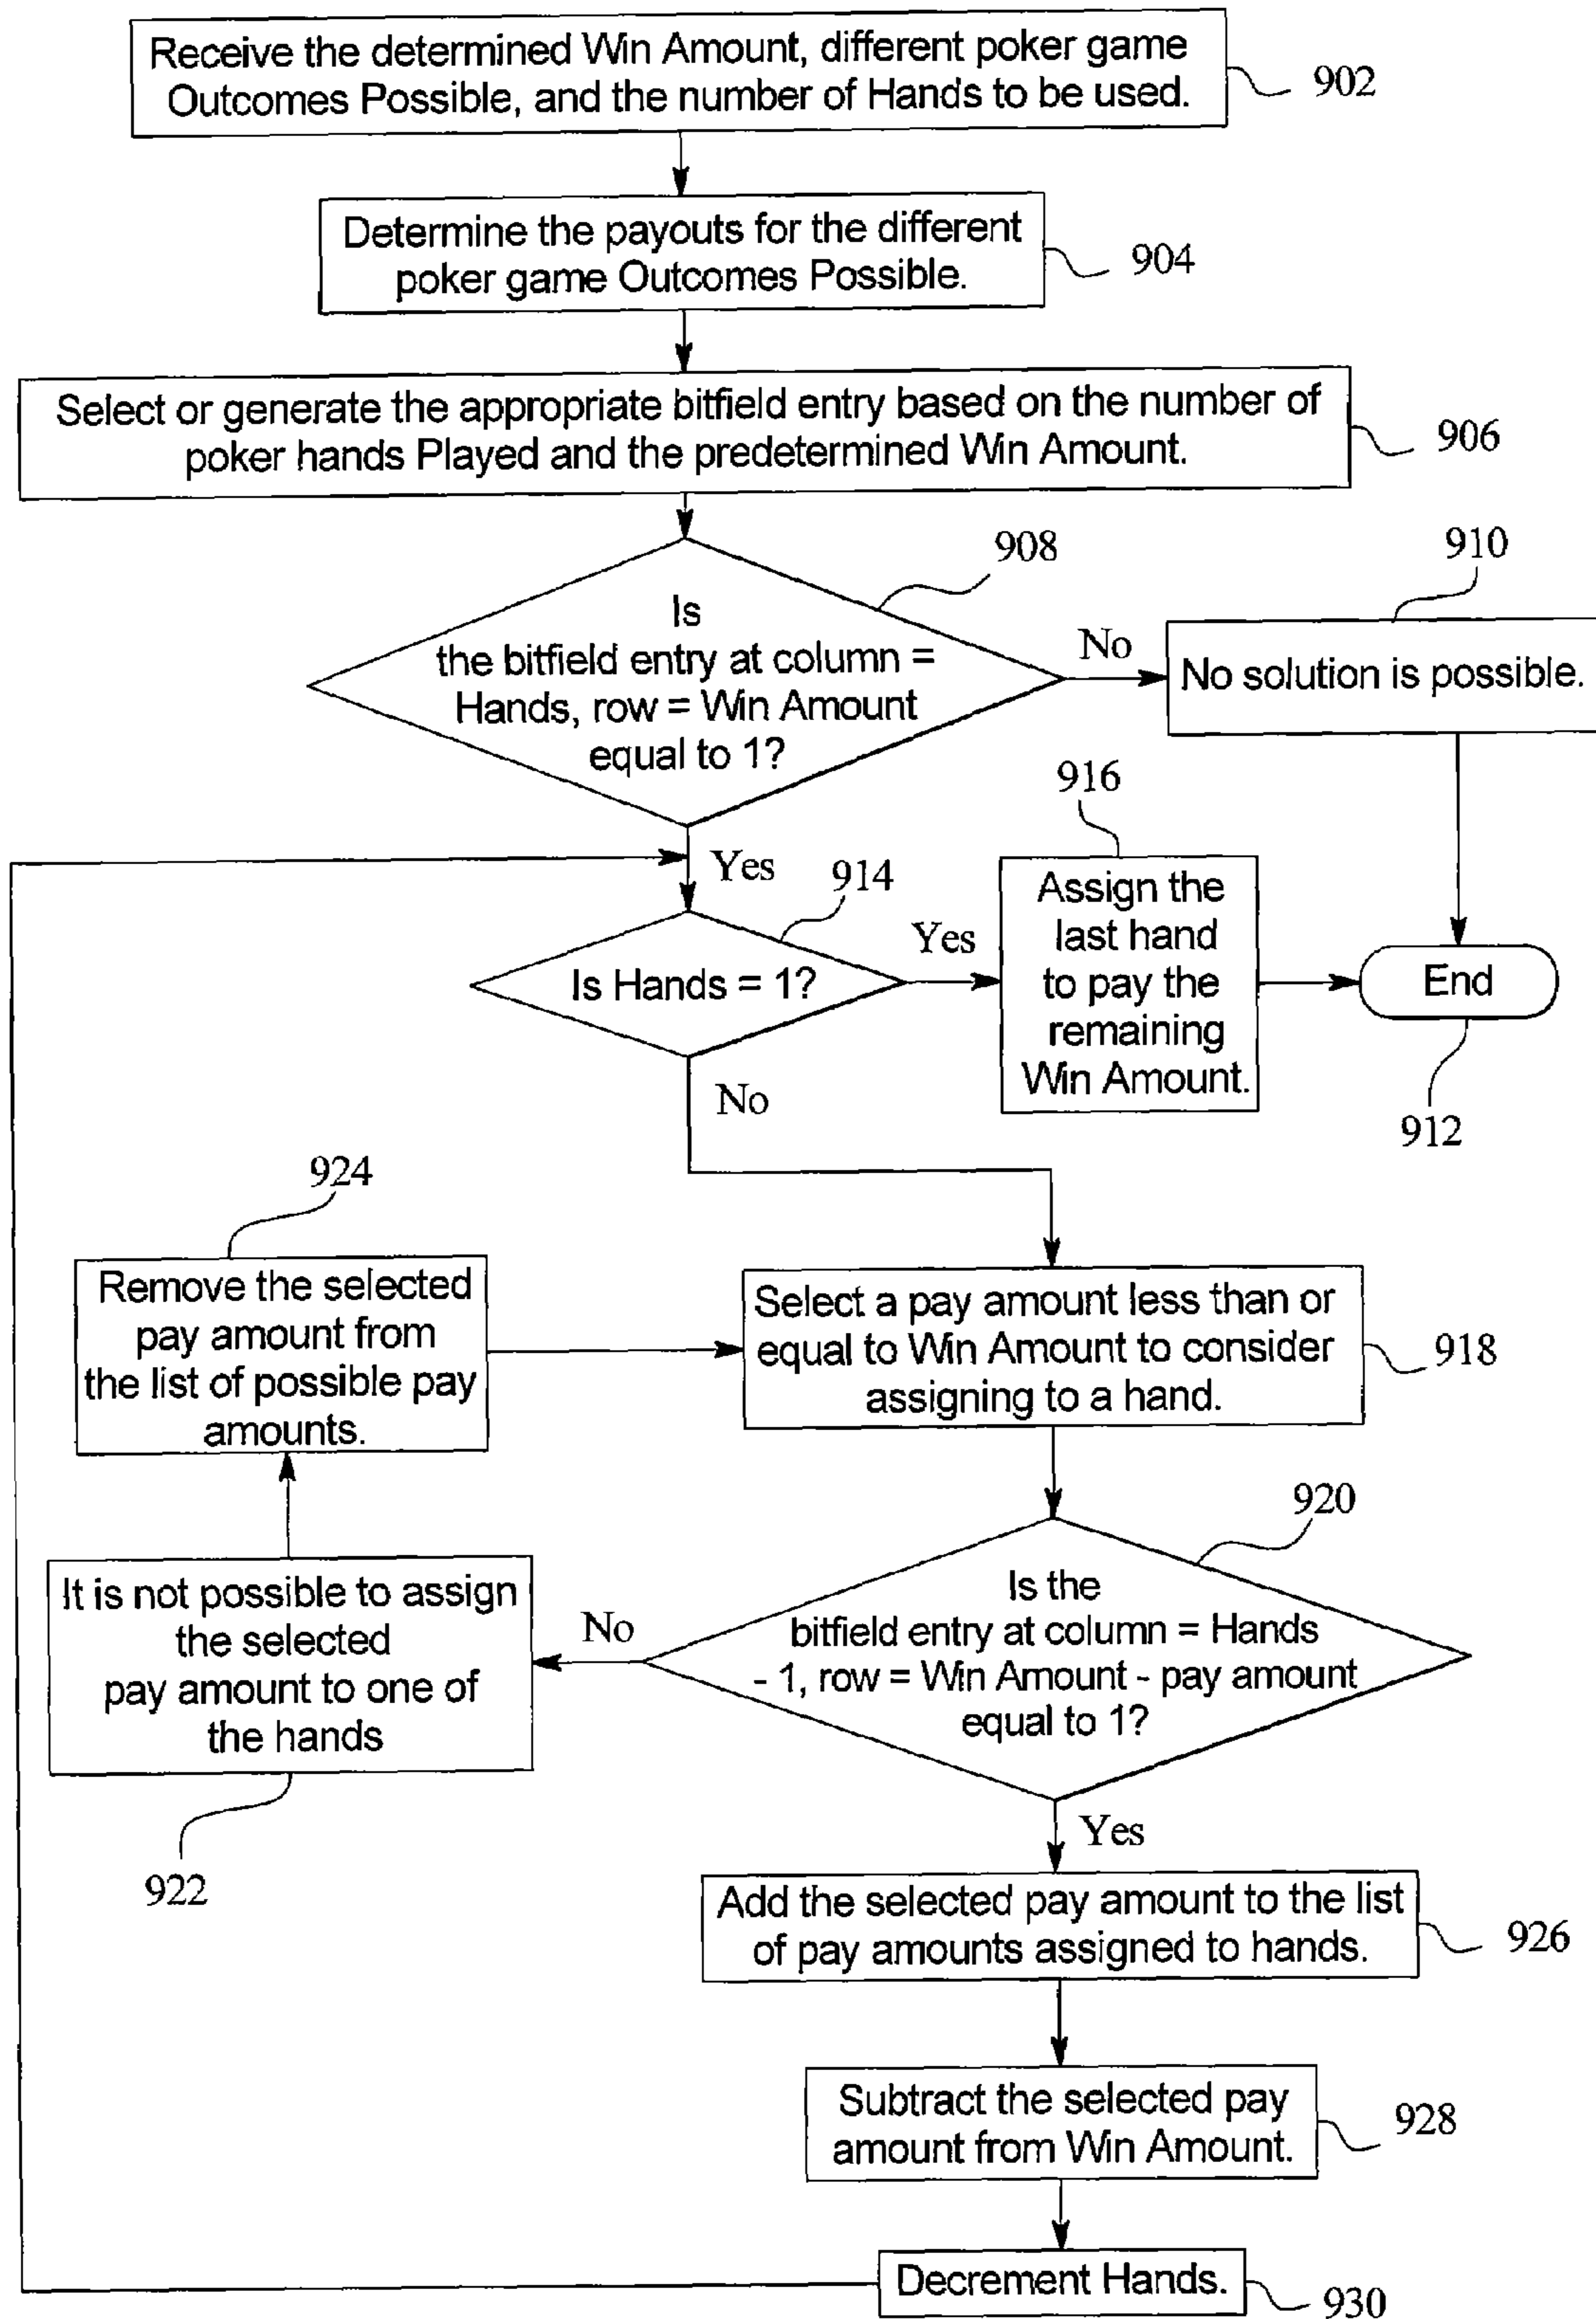 Receive the determined Win Amount, different poker game
Outcomes Possible, and the number of Hands to be used.
902
Determine the payouts for the different
poker game Outcomes Possible.
904
Select or generate the appropriate bitfield entry based on the number of
poker hands Played and the predetermined Win Amount.
906
908
Is
the bitfield entry at column =
Hands, row = Win Amount
equal to 1?
No
910
No solution is possible.
Yes
914
Is Hands = 1?
Yes
916
Assign the
last hand
to pay the
remaining
Win Amount.
End
912
No
924
Remove the selected
pay amount from
the list of possible pay
amounts.
Select a pay amount less than or
equal to Win Amount to consider
assigning to a hand.
918
920
Is the
bitfield entry at column = Hands
- 1, row = Win Amount - pay amount
equal to 1?
No
It is not possible to assign
the selected
pay amount to one of
the hands
922
Yes
Add the selected pay amount to the list
of pay amounts assigned to hands.
926
Subtract the selected pay
amount from Win Amount.
928
Decrement Hands.
930